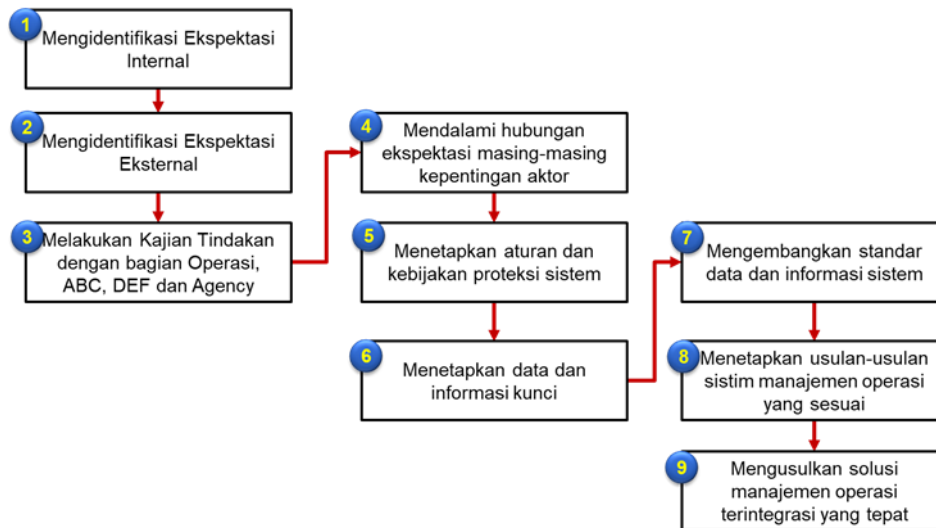 1
Mengidentifikasi Ekspektasi
Internal
2
Mengidentifikasi Ekspektasi
Eksternal
3
Melakukan Kajian Tindakan
dengan bagian Operasi,
ABC, DEF dan Agency
4
Mendalami hubungan
ekspektasi masing-masing
kepentingan aktor
5
Menetapkan aturan dan
kebijakan proteksi sistem
6
Menetapkan data dan
informasi kunci
7
Mengembangkan standar
data dan informasi sistem
8
Menetapkan usulan-usulan
sistim manajemen operasi
yang sesuai
9
Mengusulkan solusi
manajemen operasi
terintegrasi yang tepat